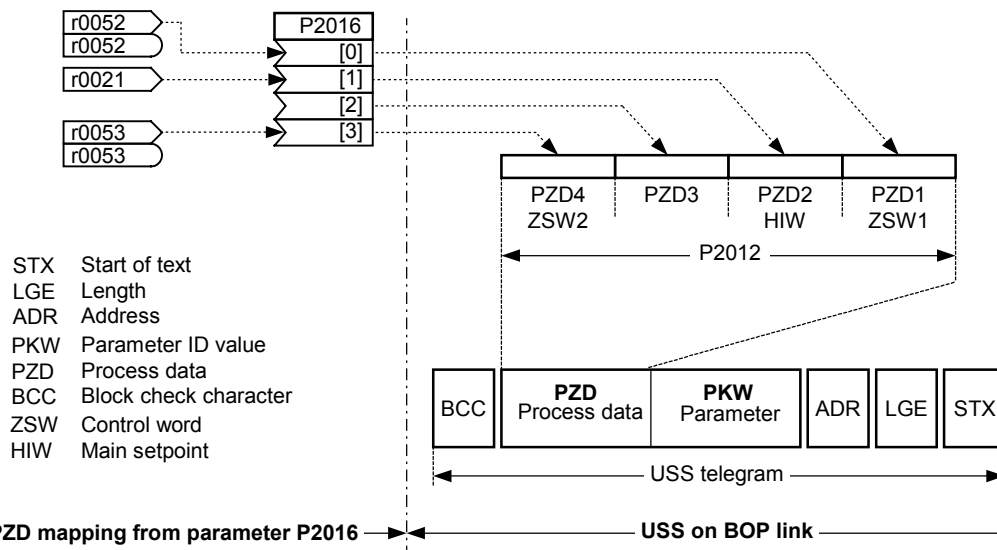 r0052
r0052
r0021
r0053
r0053
P2016
[0]
[1]
[2]
[3]
PZD4 PZD3 PZD2 PZD1
ZSW2 HIW ZSW1
P2012
STX Start of text
LGE Length
ADR Address
PKW Parameter ID value
PZD Process data
BCC Block check character
ZSW Control word
HIW Main setpoint
BCC PZD Process data PKW Parameter ADR LGE STX
USS telegram
PZD mapping from parameter P2016 USS on BOP link